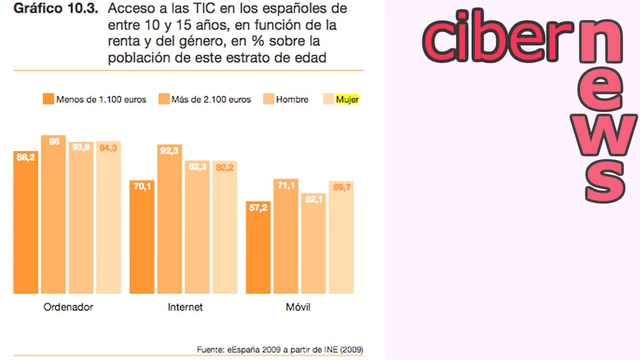 Gráfico 10.3. Acceso a las TIC en los españoles de
entre 10 y 15 años, en función de la
renta y del género, en % sobre la
población de este estrato de edad
Menos de 1.100 euros Más de 2.100 euros Hombre Mujer
88,2 98 93,9 94,3
70,1 92,3 82,3 82,2
57,2 71,1 62,1 69,7
Ordenador Internet Móvil
Fuente: eEspaña 2009 a partir de INE (2009)
ciber
news